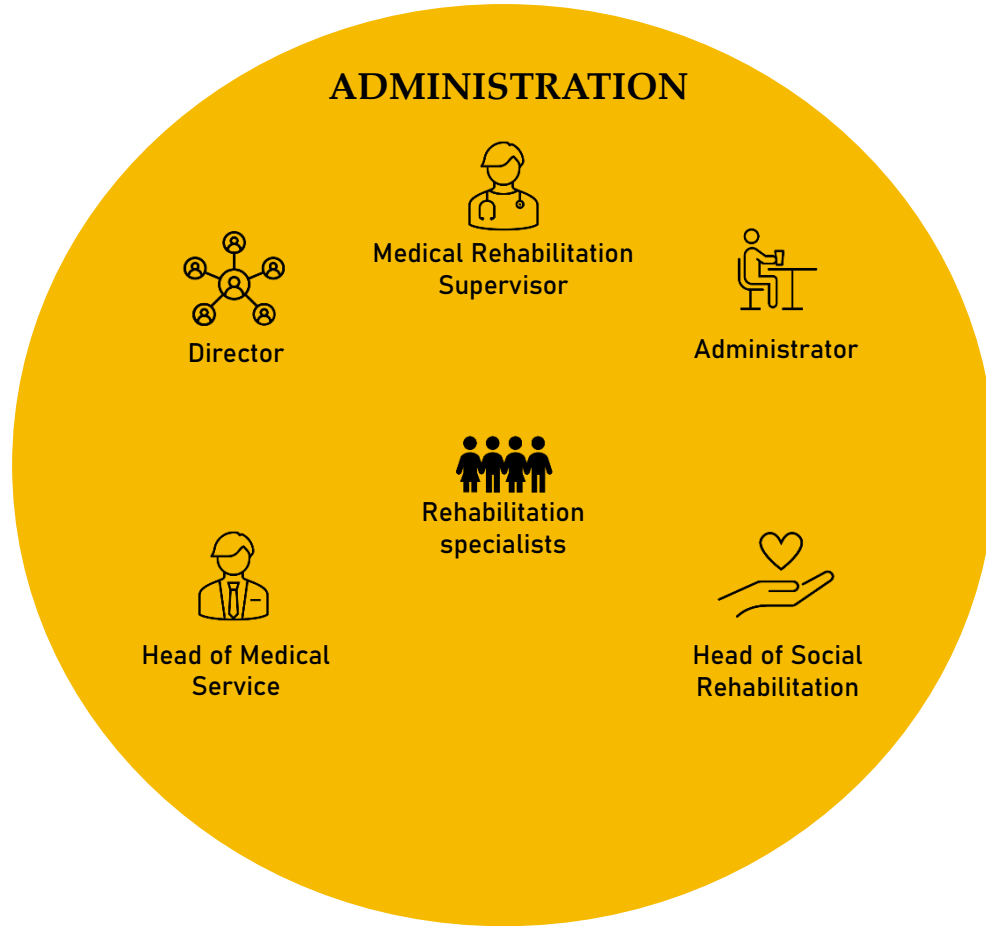 ADMINISTRATION
Medical Rehabilitation
Supervisor
Director
Administrator
Rehabilitation
specialists
Head of Medical
Service
Head of Social
Rehabilitation